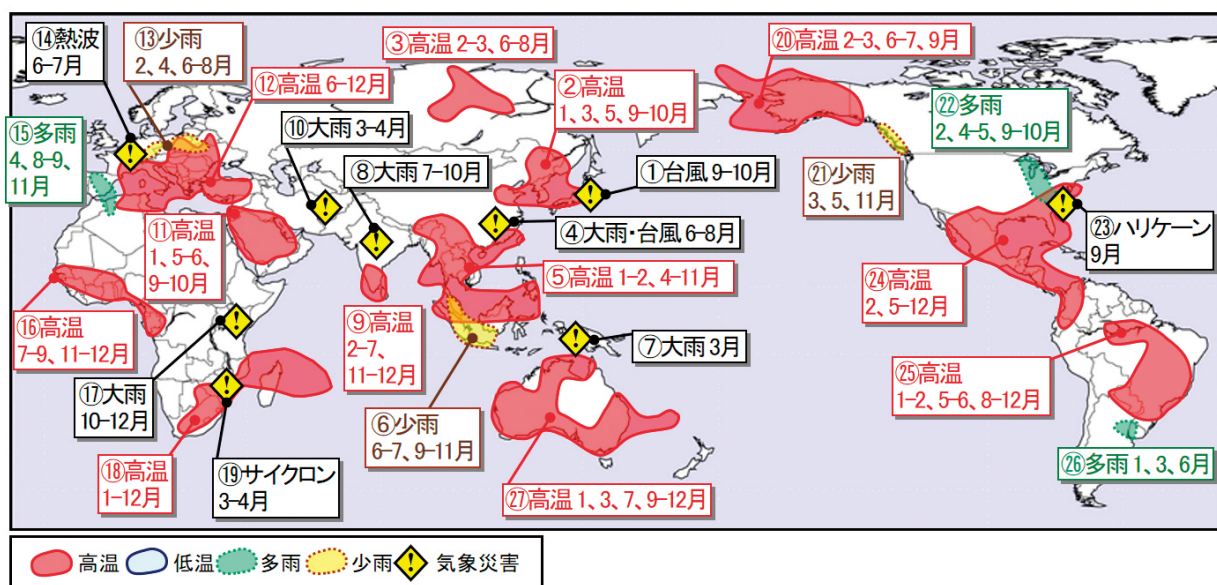 ⑭熱波
6-7月
⑬少雨
2、4、6-8月
③高温 2-3、6-8月
⑳高温 2-3、6-7、9月
⑫高温 6-12月
②高温
1、3、5、9-10月
㉒多雨
2、4-5、9-10月
⑮多雨
4、8-9、
11月
⑩大雨 3-4月
⑧大雨 7-10月
①台風 9-10月
㉑少雨
3、5、11月
④大雨・台風 6-8月
㉓ハリケーン
9月
⑪高温
1、5-6、
9-10月
⑤高温 1-2、4-11月
㉔高温
2、5-12月
⑯高温
7-9、11-12月
⑨高温
2-7、
11-12月
⑦大雨 3月
㉕高温
1-2、5-6、8-12月
⑰大雨
10-12月
⑥少雨
6-7、9-11月
⑱高温
1-12月
⑲サイクロン
3-4月
㉗高温 1、3、7、9-12月
㉖多雨 1、3、6月
高温 低温 多雨 少雨 気象災害